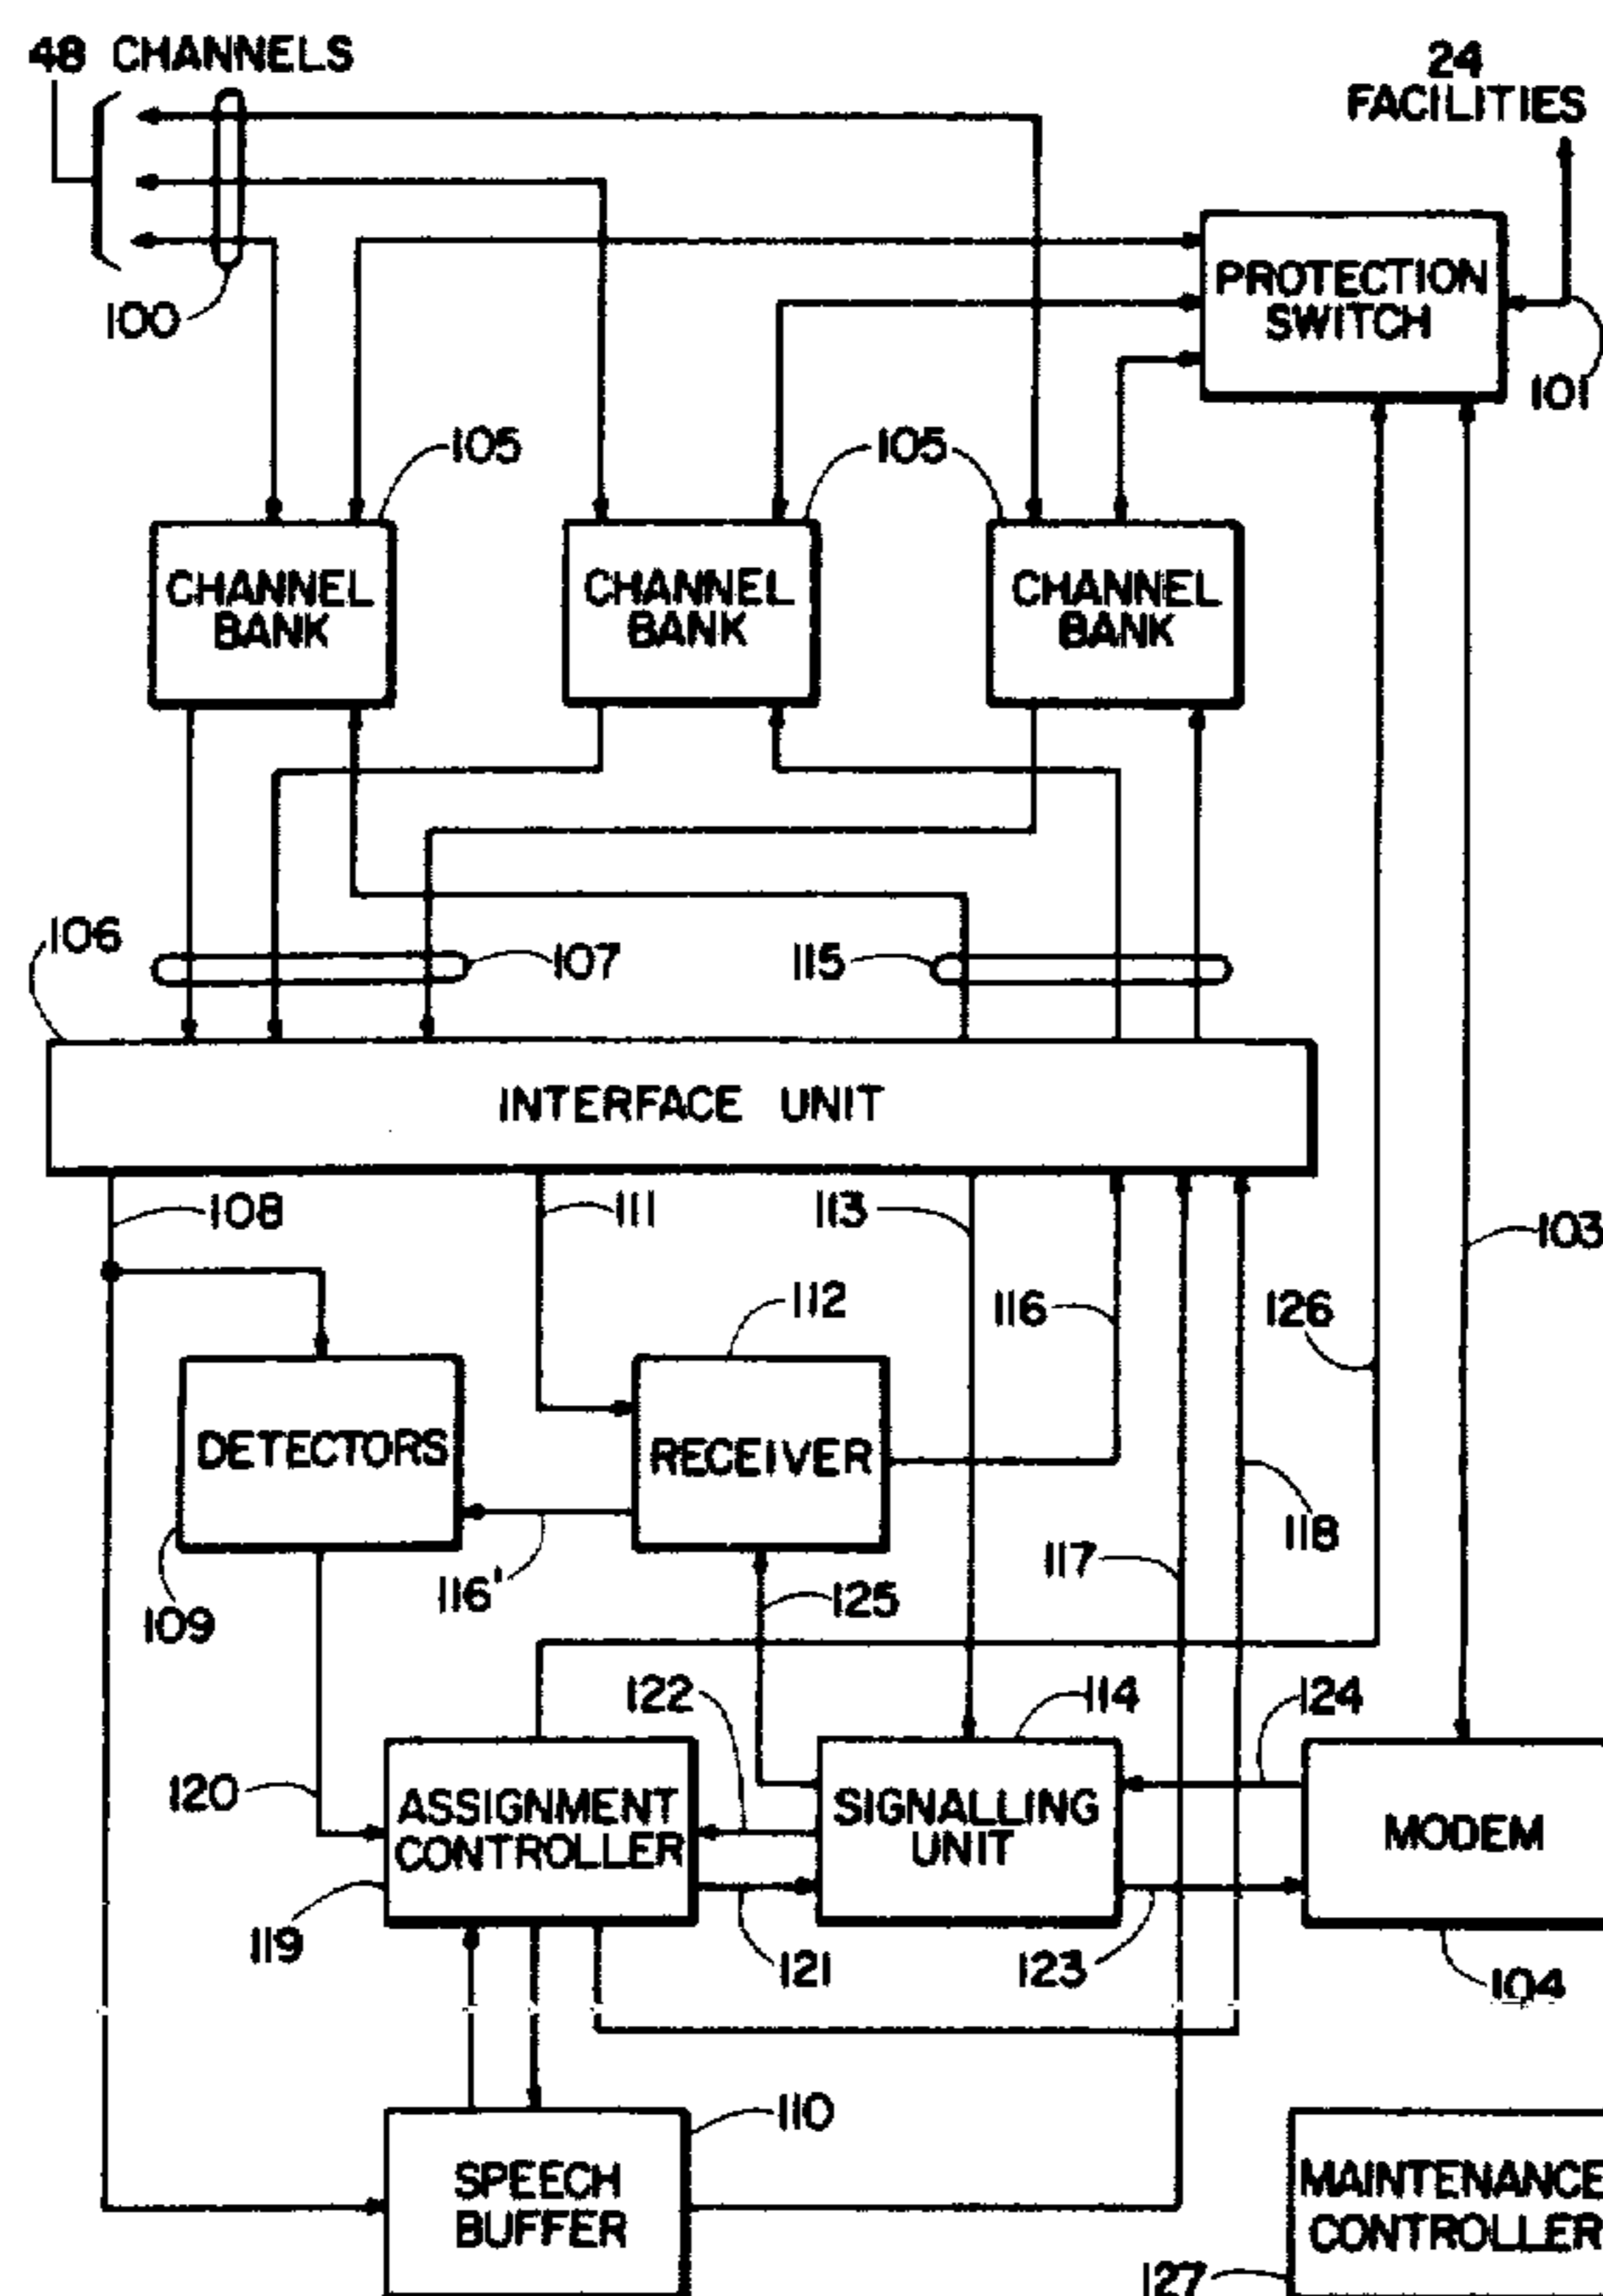 48 CHANNELS
24
FACILITIES
100
PROTECTION
SWITCH
101
105
105
CHANNEL
BANK
CHANNEL
BANK
CHANNEL
BANK
106
107
115
INTERFACE UNIT
108
111
113
103
112
116
126
DETECTORS
RECEIVER
118
117
116'
125
109
122
114
124
120
ASSIGNMENT
CONTROLLER
SIGNALLING
UNIT
MODEM
119
121
123
104
110
SPEECH
BUFFER
MAINTENANCE
CONTROLLER
127